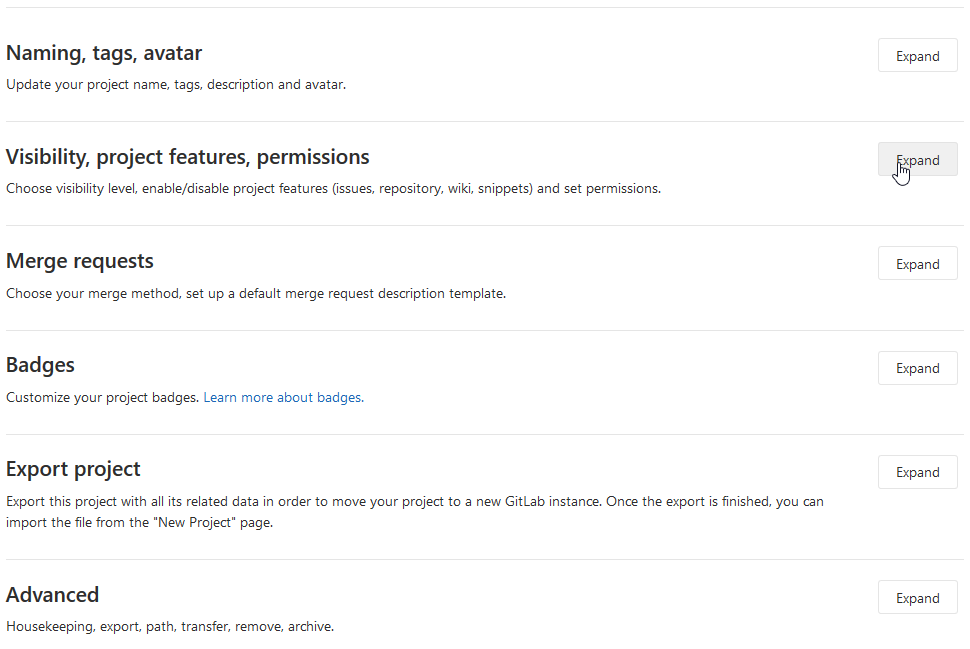 Naming, tags, avatar
Expand
Update your project name, tags, description and avatar.
Visibility, project features, permissions
Expand
Choose visibility level, enable/disable project features (issues, repository, wiki, snippets) and set permissions.
Merge requests
Expand
Choose your merge method, set up a default merge request description template.
Badges
Expand
Customize your project badges. Learn more about badges.
Export project
Expand
Export this project with all its related data in order to move your project to a new GitLab instance. Once the export is finished, you can
import the file from the "New Project" page.
Advanced
Expand
Housekeeping, export, path, transfer, remove, archive.